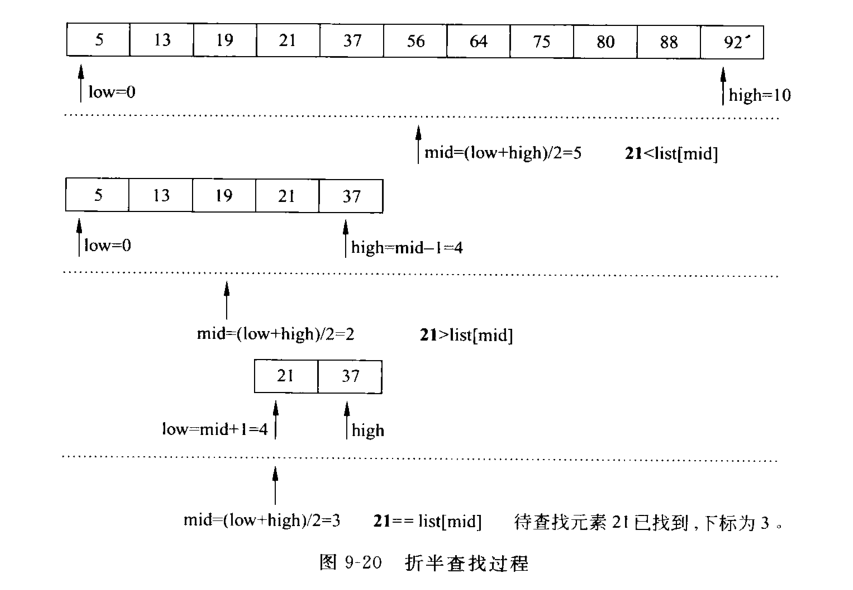 5 13 19 21 37 56 64 75 80 88 92
low=0 high=10
mid=(low+high)/2=5 21<list[mid]
5 13 19 21 37
low=0 high=mid-1=4
mid=(low+high)/2=2 21>list[mid]
21 37
low=mid+1=4 high
mid=(low+high)/2=3 21== list[mid] 待查找元素21已找到,下标为3。
图 9-20 折半查找过程